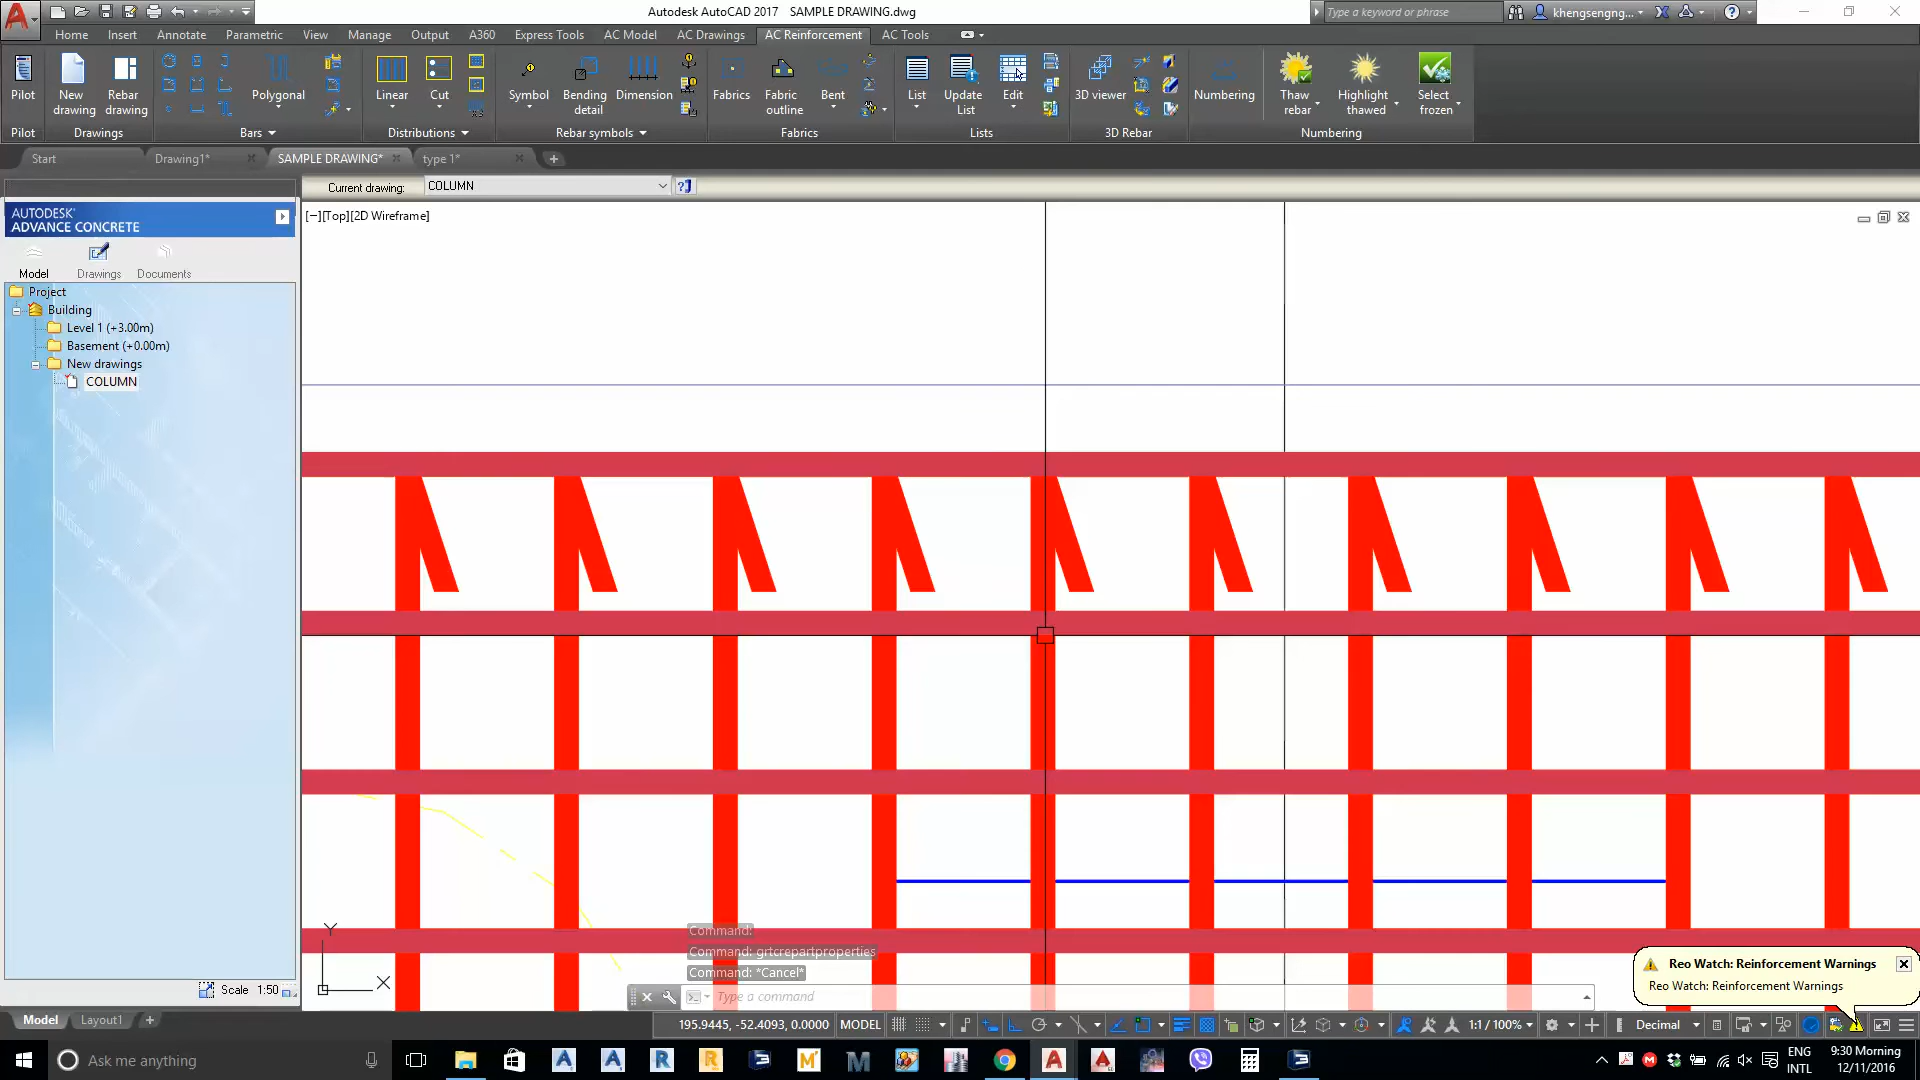 Autodesk AutoCAD 2017 SAMPLE DRAWING.dwg
Type a keyword or phrase
khengsengng...
Home Insert Annotate Parametric View Manage Output A360 Express Tools AC Model AC Drawings AC Reinforcement AC Tools
Pilot
New drawing
Rebar drawing
Polygonal
Linear
Cut
Symbol
Bending detail
Dimension
Fabrics
Fabric outline
Bent
List
Update List
Edit
3D viewer
Numbering
Thaw rebar
Highlight thawed
Select frozen
Pilot Drawings Bars Distributions Rebar symbols Fabrics Lists 3D Rebar Numbering
Start Drawing1* SAMPLE DRAWING* type 1*
Current drawing: COLUMN
AUTODESK®
ADVANCE CONCRETE
Model Drawings Documents
Project
Building
Level 1 (+3.00m)
Basement (+0.00m)
New drawings
COLUMN
[−][Top][2D Wireframe]
Y
X
Command:
Command: grtcrepartproperties
Command: *Cancel*
Type a command
Reo Watch: Reinforcement Warnings
Reo Watch: Reinforcement Warnings
Scale 1:50
Model Layout1
195.9445, -52.4093, 0.0000 MODEL 1:1 / 100% Decimal
Ask me anything
ENG
INTL
9:30 Morning
12/11/2016